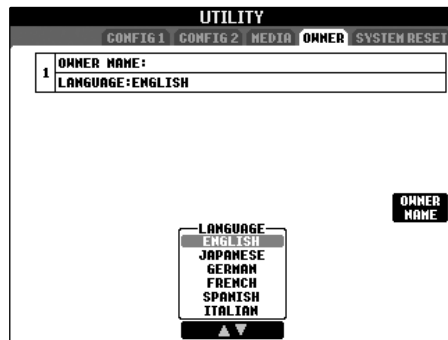 UTILITY
CONFIG 1 CONFIG 2 MEDIA OWNER SYSTEM RESET
1
OWNER NAME:
LANGUAGE:ENGLISH
OWNER
NAME
LANGUAGE
ENGLISH
JAPANESE
GERMAN
FRENCH
SPANISH
ITALIAN
▲ ▼